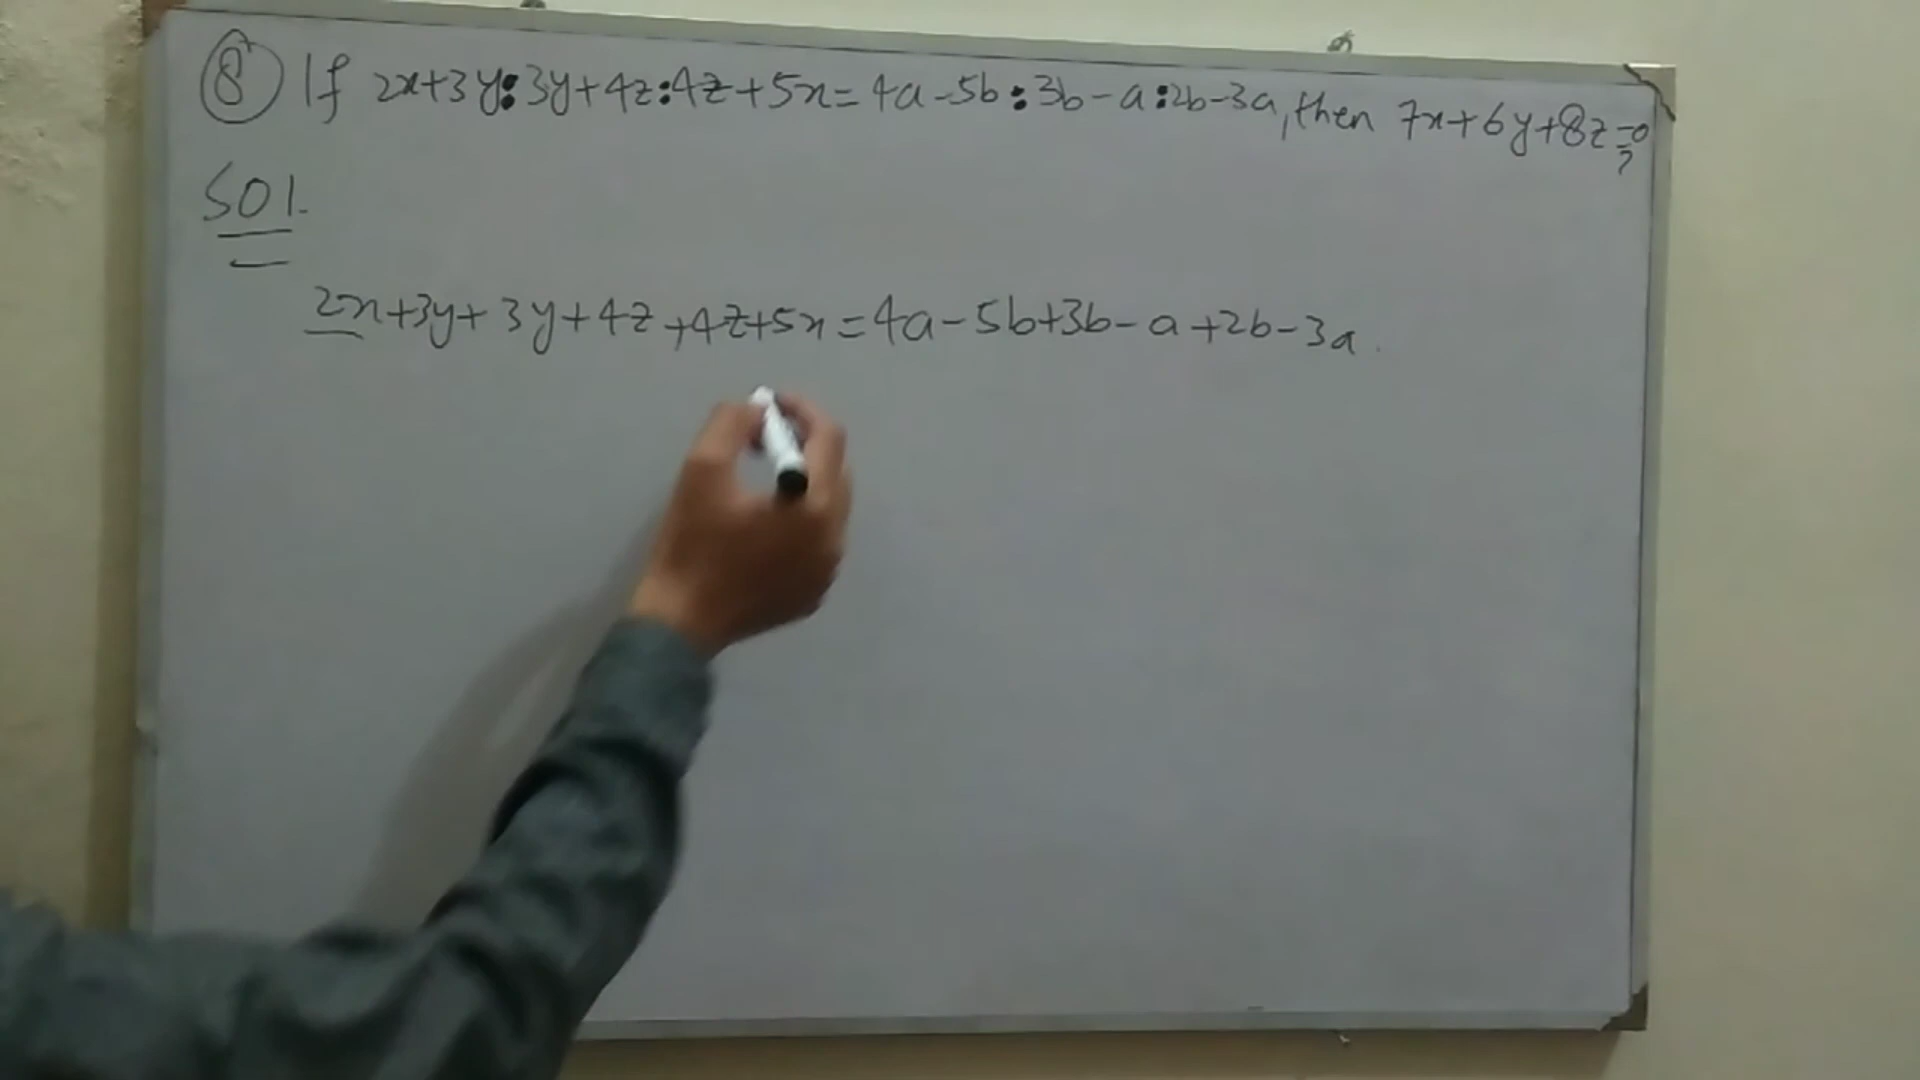 ⑧ If 2x+3y:3y+4z:4z+5x=4a-5b:3b-a:2b-3a, then 7x+6y+8z=0?
Sol.
2x+3y+3y+4z+4z+5x=4a-5b+3b-a+2b-3a.